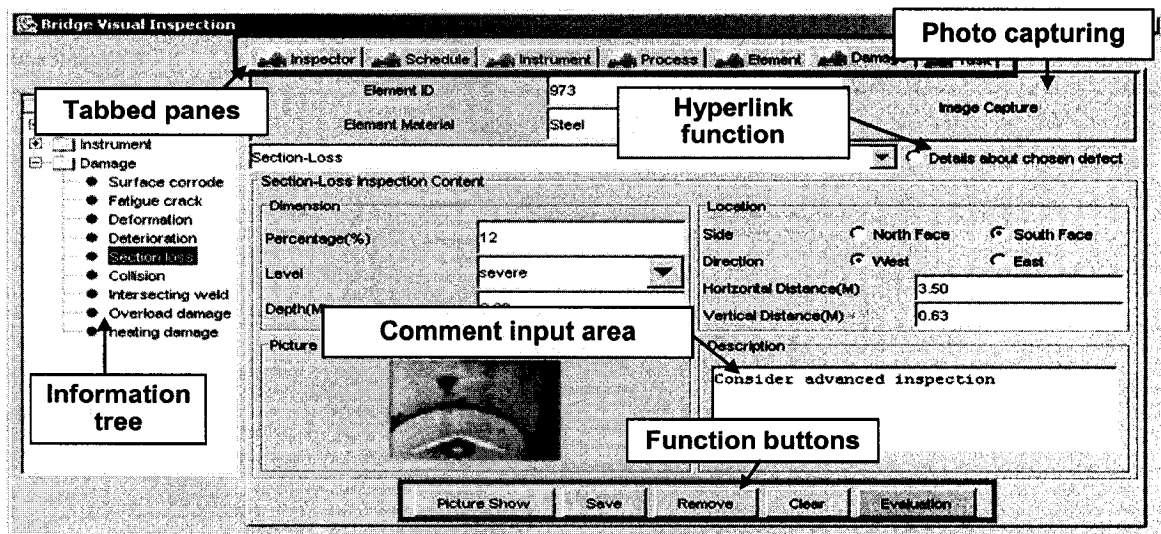 Bridge Visual Inspection
Photo capturing
Inspector Schedule Instrument Process Element Task
Tabbed panes
Element ID 973
Hyperlink function
Image Capture
Element Material Steel
Instrument
Damage
Section-Loss
Details about chosen defect
Surface corrode
Fatigue crack
Deformation
Deterioration
Section-loss
Collision
Intersecting weld
Overload damage
heating damage
Information tree
Section-Loss Inspection Content
Dimension
Percentage(%) 12
Level severe
Depth(M
Location
Side North Face South Face
Direction West East
Horizontal Distance(M) 3.50
Vertical Distance(M) 0.63
Comment input area
Picture
Description
Consider advanced inspection
Function buttons
Picture Show Save Remove Clear Evaluation